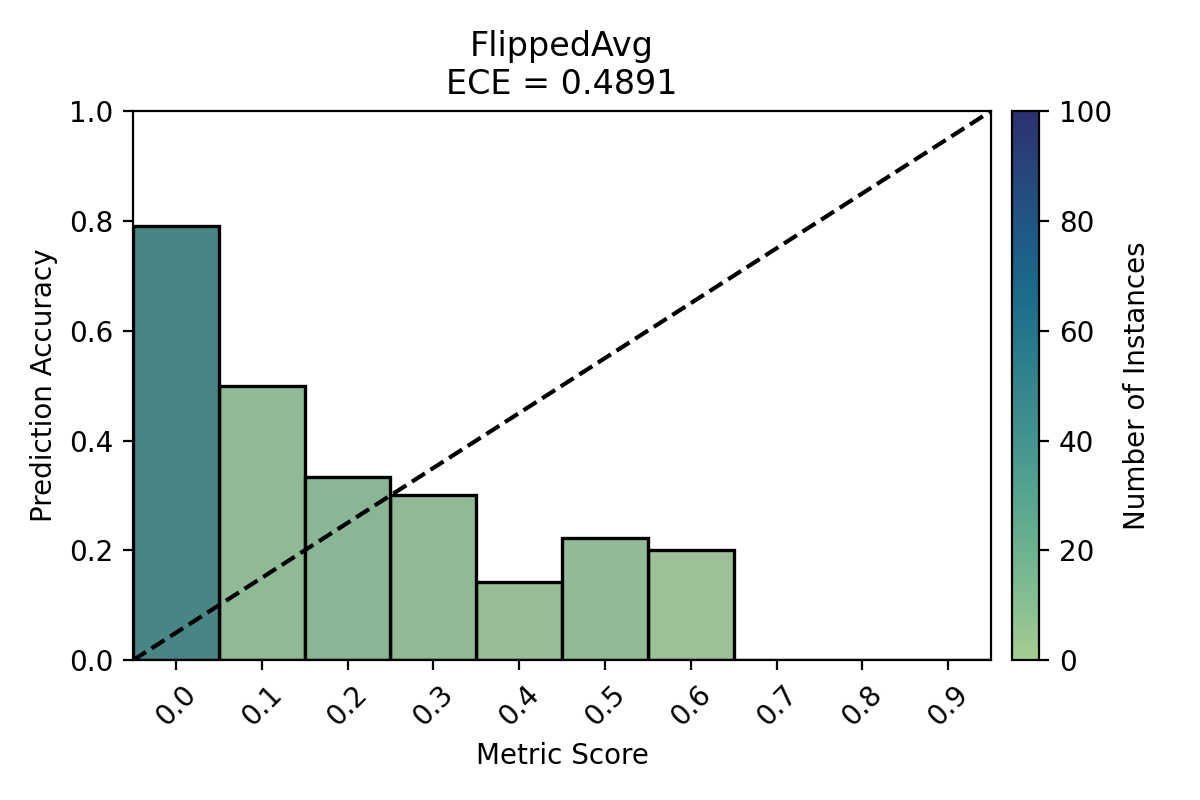 FlippedAvg
ECE = 0.4891
1.0
0.8
0.6
0.4
0.2
0.0
Prediction Accuracy
0.0 0.1 0.2 0.3 0.4 0.5 0.6 0.7 0.8 0.9
Metric Score
100
80
60
40
20
0
Number of Instances